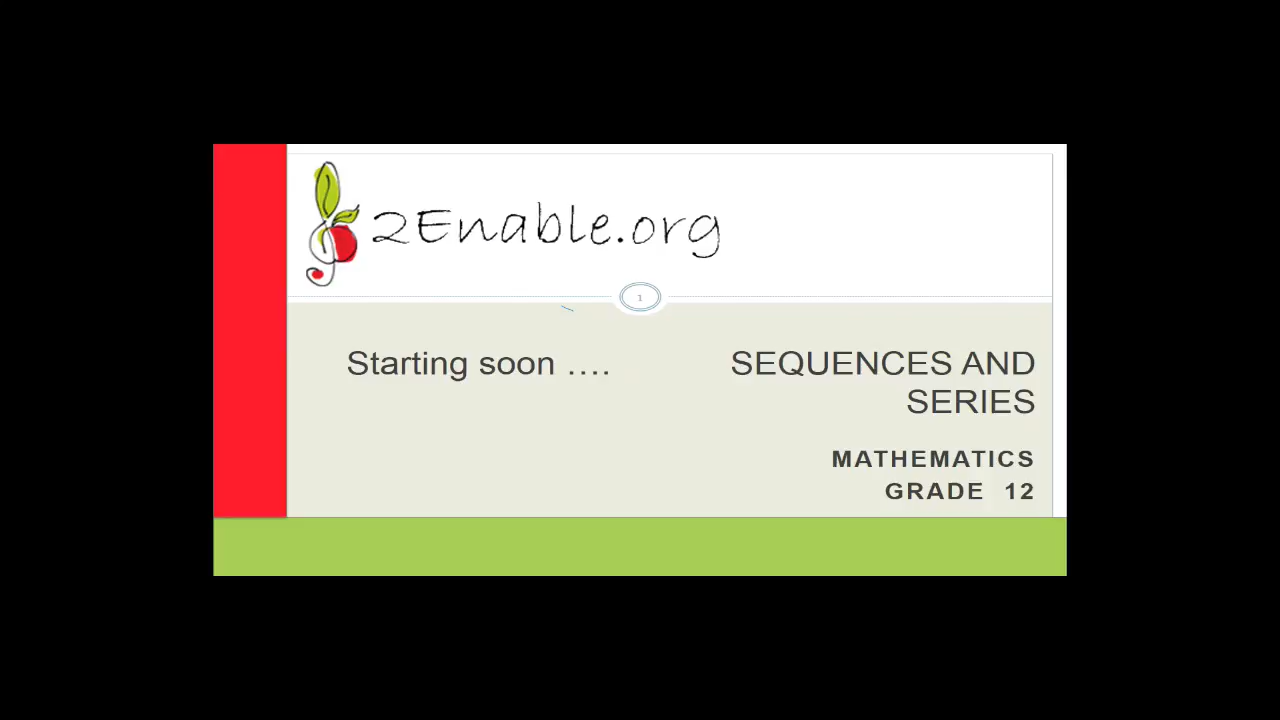 2Enable.org
1
Starting soon ….
SEQUENCES AND
SERIES
MATHEMATICS
GRADE 12